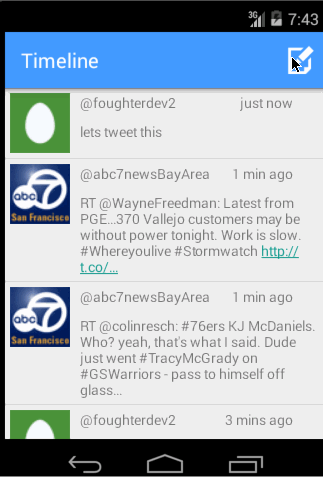 3G 7:43
Timeline
@foughterdev2 just now
lets tweet this
abc 7
San Francisco
@abc7newsBayArea 1 min ago
RT @WayneFreedman: Latest from
PGE...370 Vallejo customers may be
without power tonight. Work is slow.
#Whereyoulive #Stormwatch http://
t.co/...
abc 7
San Francisco
@abc7newsBayArea 1 min ago
RT @colinresch: #76ers KJ McDaniels.
Who? yeah, that's what I said. Dude
just went #TracyMcGrady on
#GSWarriors - pass to himself off
glass...
@foughterdev2 3 mins ago